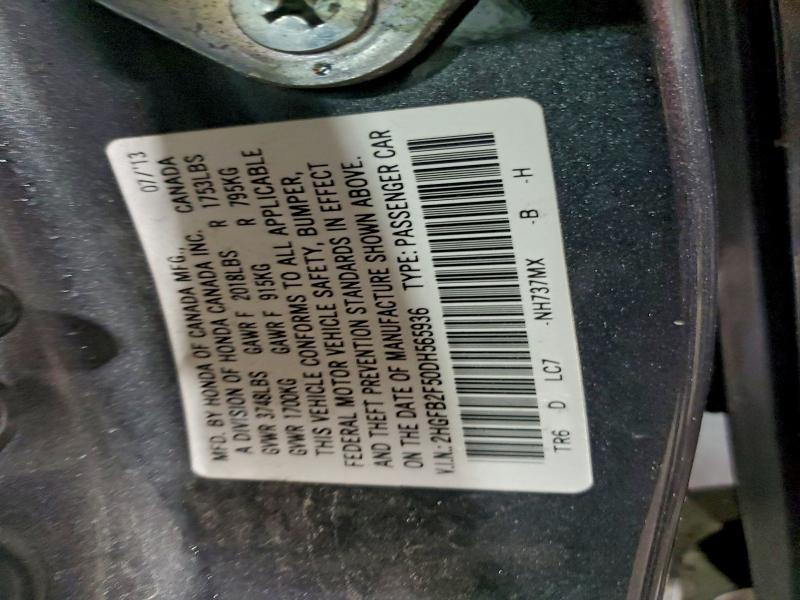 MFD. BY HONDA OF CANADA MFG., 07/'13
A DIVISION OF HONDA CANADA INC. CANADA
GVWR 3748LBS GAWR F 2018LBS R 1753LBS
GVWR 1700KG GAWR F 915KG R 795KG
THIS VEHICLE CONFORMS TO ALL APPLICABLE
FEDERAL MOTOR VEHICLE SAFETY, BUMPER,
AND THEFT PREVENTION STANDARDS IN EFFECT
ON THE DATE OF MANUFACTURE SHOWN ABOVE.
V.I.N.: 2HGFB2F50DH565936 TYPE: PASSENGER CAR
TR6 D LC7 -NH737MX -B -H